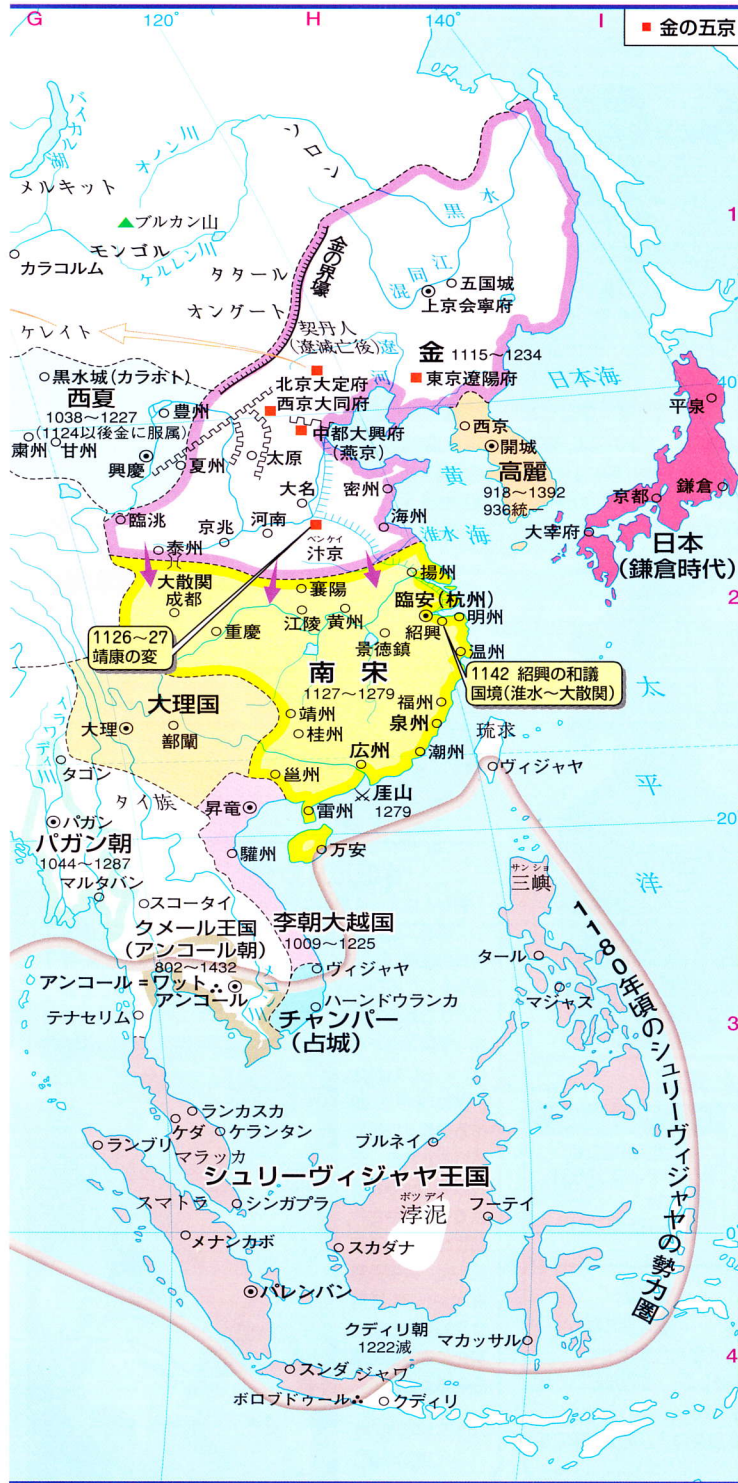 G
120°
H
140°
I
■ 金の五京
バイカル湖
オノン川
ソロン
メルキット
黒水
1
▲ブルカン山
モンゴル
カラコルム
ケルレン川
金の界壕
タタール
混同江
五国城
上京会寧府
オングート
ケレイト
契丹人
(遼滅亡後)
遼河
金 1115〜1234
日本海
黒水城(カラホト)
北京大定府
東京遼陽府
40
西夏
1038〜1227
(1124以後金に服属)
豊州
西京大同府
西京
平泉
中都大興府
(燕京)
開城
粛州
甘州
興慶
夏州
太原
高麗
918〜1392
936統一
黄海
大名
密州
京都
鎌倉
臨洮
京兆
河南
海州
大宰府
日本
(鎌倉時代)
泰州
ベンケイ
汴京
淮水
大散関
成都
襄陽
揚州
2
臨安(杭州)
1126〜27
靖康の変
重慶
江陵
黄州
紹興
明州
景徳鎮
温州
南宋
1127〜1279
1142 紹興の和議
国境(淮水〜大散関)
太平洋
イラワディ川
大理国
大理
鄯闡
靖州
桂州
福州
泉州
琉求
タゴン
広州
潮州
ヴィジャヤ
邕州
タイ族
昇竜
雷州
厓山
1279
パガン
パガン朝
1044〜1287
驩州
万安
20
マルタバン
サンショ
三嶼
スコータイ
クメール王国
(アンコール朝)
802〜1432
李朝大越国
1009〜1225
1180年頃のシュリーヴィジャヤの勢力圏
メコン川
ヴィジャヤ
タール
アンコール=ワット
アンコール
ハーンドウランカ
マジャス
テナセリム
チャンパー
(占城)
3
ランカスカ
ケダ
ケランタン
ランブリ
マラッカ
ブルネイ
シュリーヴィジャヤ王国
スマトラ
シンガプラ
ボツデイ
浡泥
フーテイ
メナンカボ
スカダナ
0°
パレンバン
クディリ朝
1222滅
マカッサル
4
スンダ
ジャワ
ボロブドゥール
クディリ